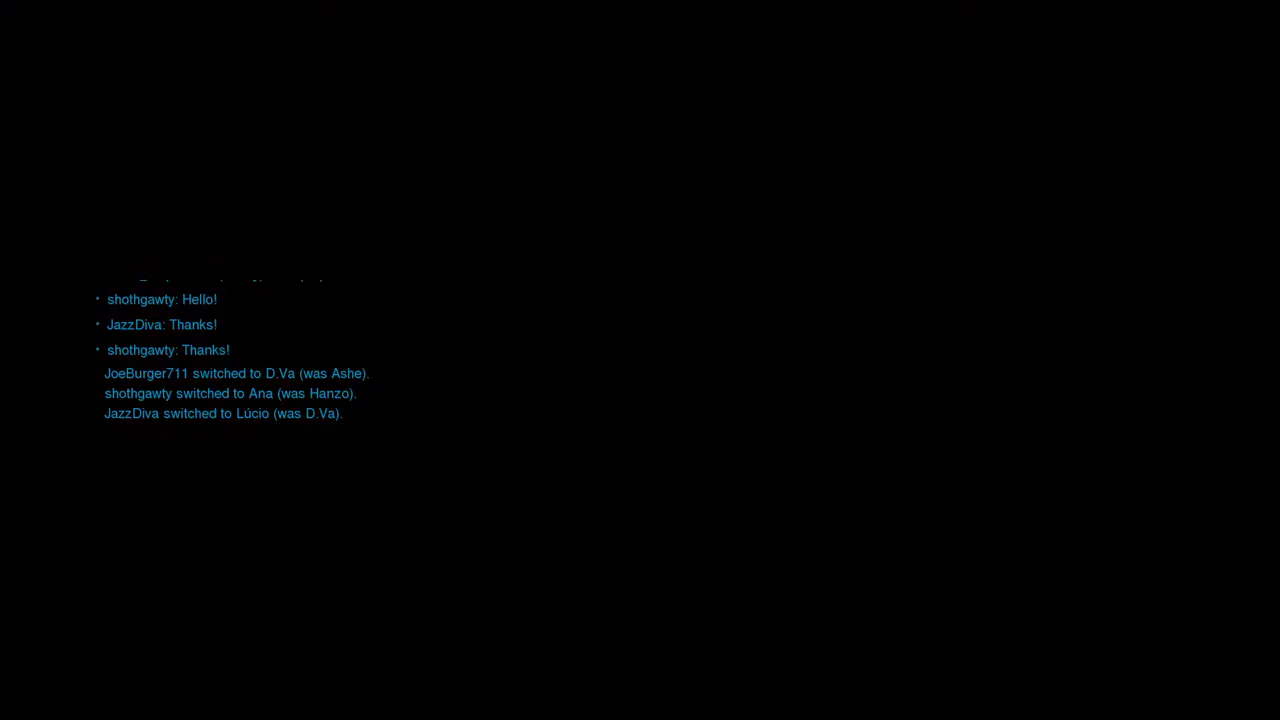 • shothgawty: Hello!
• JazzDiva: Thanks!
• shothgawty: Thanks!
JoeBurger711 switched to D.Va (was Ashe).
shothgawty switched to Ana (was Hanzo).
JazzDiva switched to Lúcio (was D.Va).